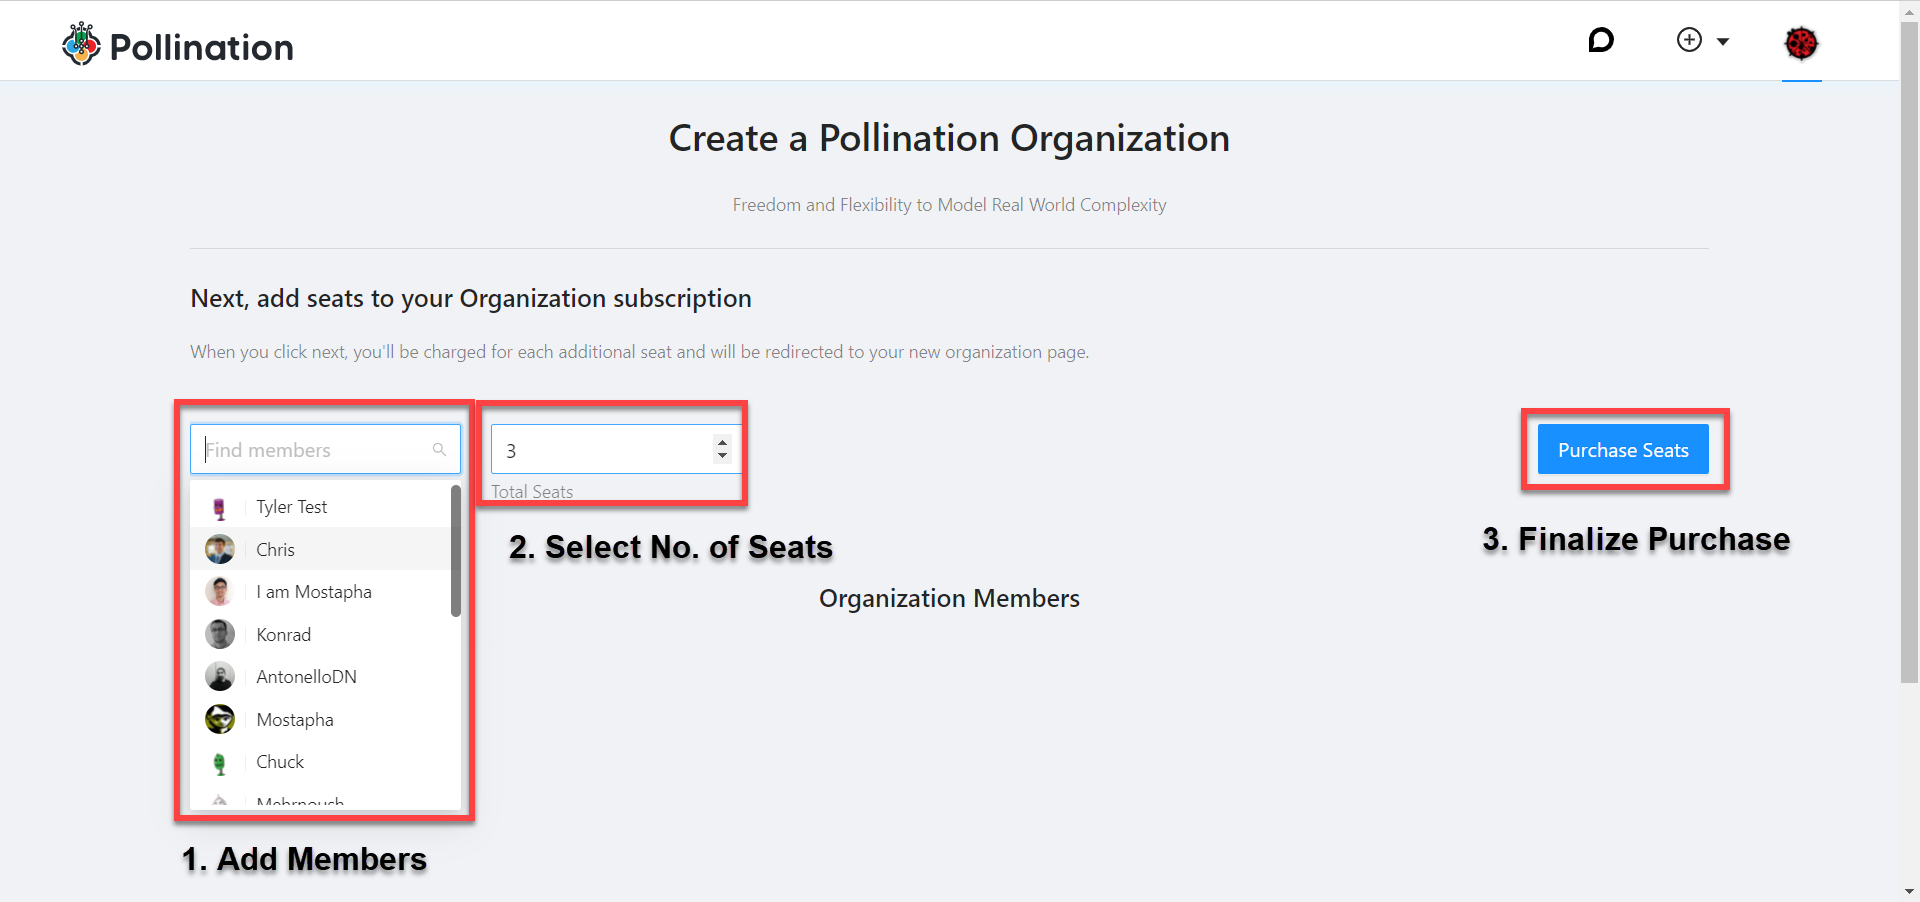 Pollination
Create a Pollination Organization
Freedom and Flexibility to Model Real World Complexity
Next, add seats to your Organization subscription
When you click next, you'll be charged for each additional seat and will be redirected to your new organization page.
Find members
3
Purchase Seats
Total Seats
Tyler Test
Chris
I am Mostapha
Konrad
AntonelloDN
Mostapha
Chuck
Mehrnoush
2. Select No. of Seats
3. Finalize Purchase
Organization Members
1. Add Members